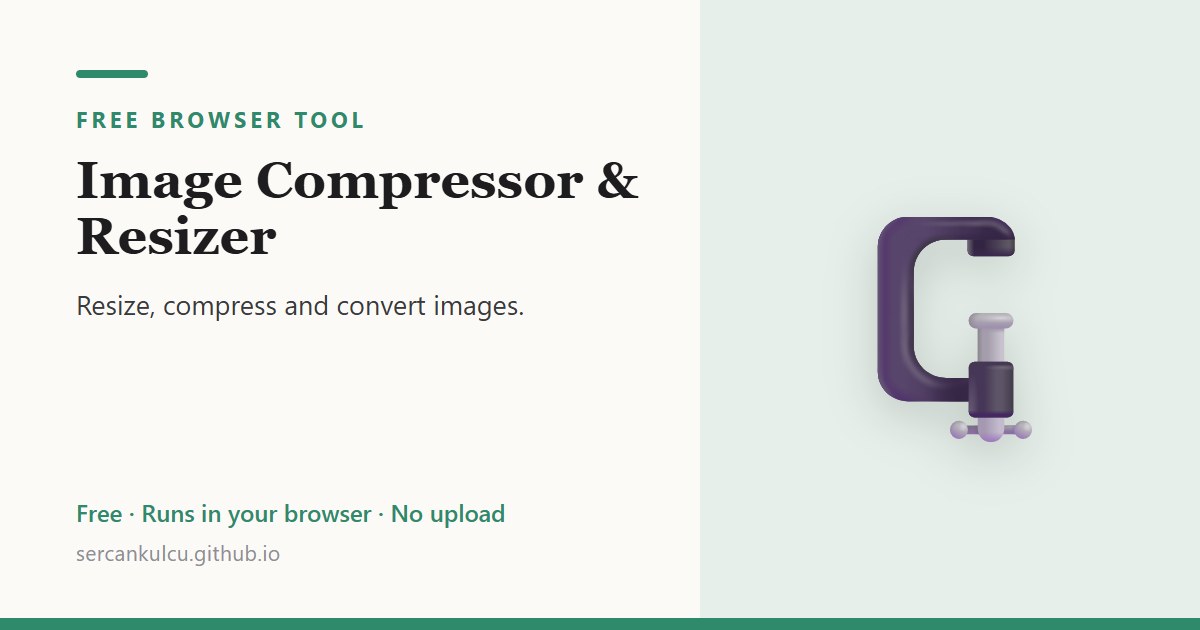 FREE BROWSER TOOL
Image Compressor &
Resizer
Resize, compress and convert images.
Free · Runs in your browser · No upload
sercankulcu.github.io